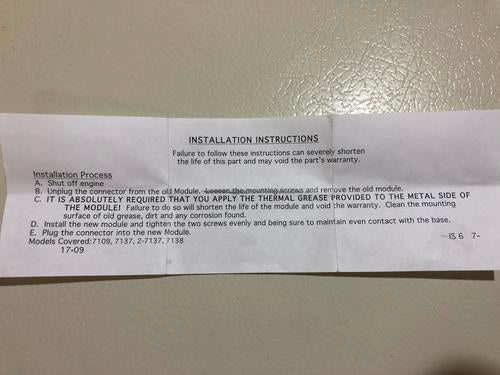 INSTALLATION INSTRUCTIONS
Failure to follow these instructions can severely shorten
the life of this part and may void the part's warranty.
Installation Process
A. Shut off engine
B. Unplug the connector from the old Module. Loosen the mounting screws and remove the old module.
C. IT IS ABSOLUTELY REQUIRED THAT YOU APPLY THE THERMAL GREASE PROVIDED TO THE METAL SIDE OF
THE MODULE! Failure to do so will shorten the life of the module and void the warranty. Clean the mounting
surface of old grease, dirt and any corrosion found.
D. Install the new module and tighten the two screws evenly and being sure to maintain even contact with the base.
E. Plug the connector into the new Module.
Models Covered:7109, 7137, 2-7137, 7138
17-09
IS 6 7-